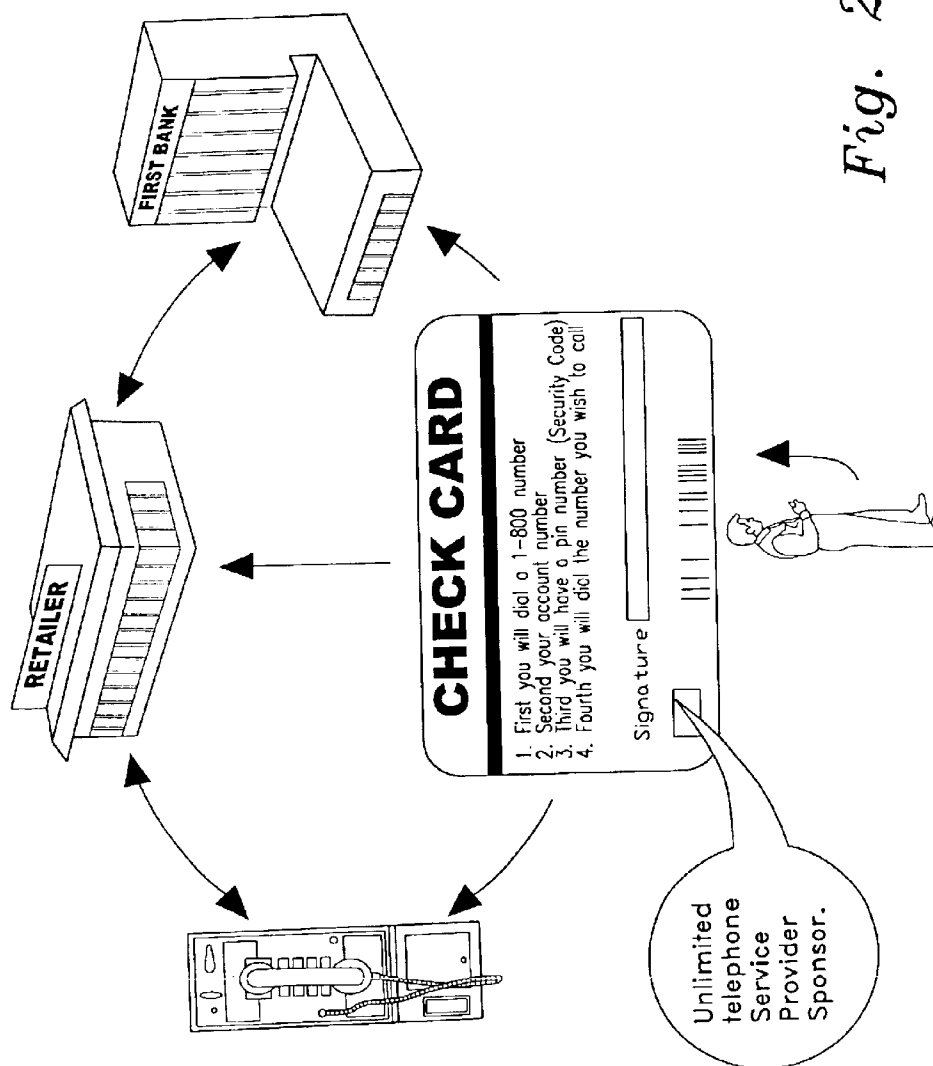 FIRST BANK
RETAILER
CHECK CARD
1. First you will dial a 1-800 number
2. Second your account number
3. Third you will have a pin number (Security Code)
4. Fourth you will dial the number you wish to call
Signature
Unlimited
telephone
Service
Provider
Sponsor.
Fig. 2